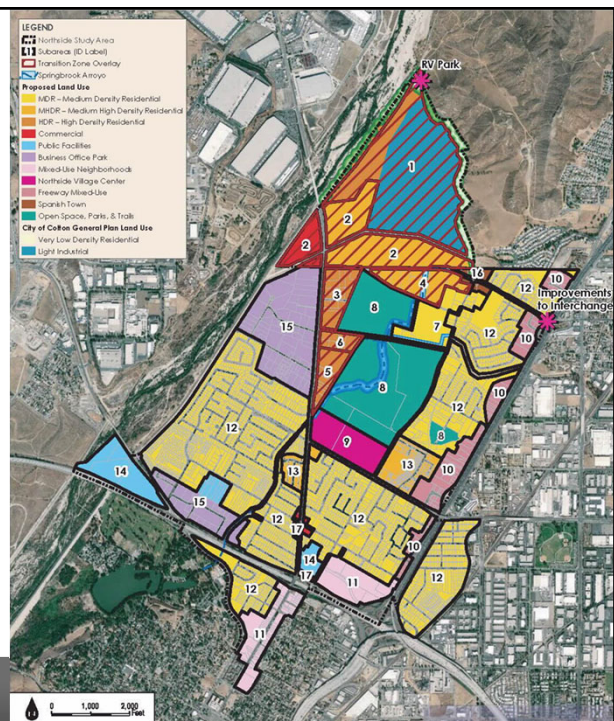 LEGEND
Northside Study Area
1.1 Subareas (ID Label)
Transition Zone Overlay
Springbrook Arroyo
Proposed Land Use
MDR – Medium Density Residential
MHDR – Medium High Density Residential
HDR – High Density Residential
Commercial
Public Facilities
Business Office Park
Mixed-Use Neighborhoods
Northside Village Center
Freeway Mixed-Use
Spanish Town
Open Space, Parks, & Trails
City of Colton General Plan Land Use
Very Low Density Residential
Light Industrial
RV Park
1
2
2
2
16
12
10
Improvements
to Interchange
3
8
4
7
12
10
15
6
5
8
12
10
12
9
8
13
10
14
13
15
12
12
17
10
14
17
11
12
12
11
0 1,000 2,000
Feet